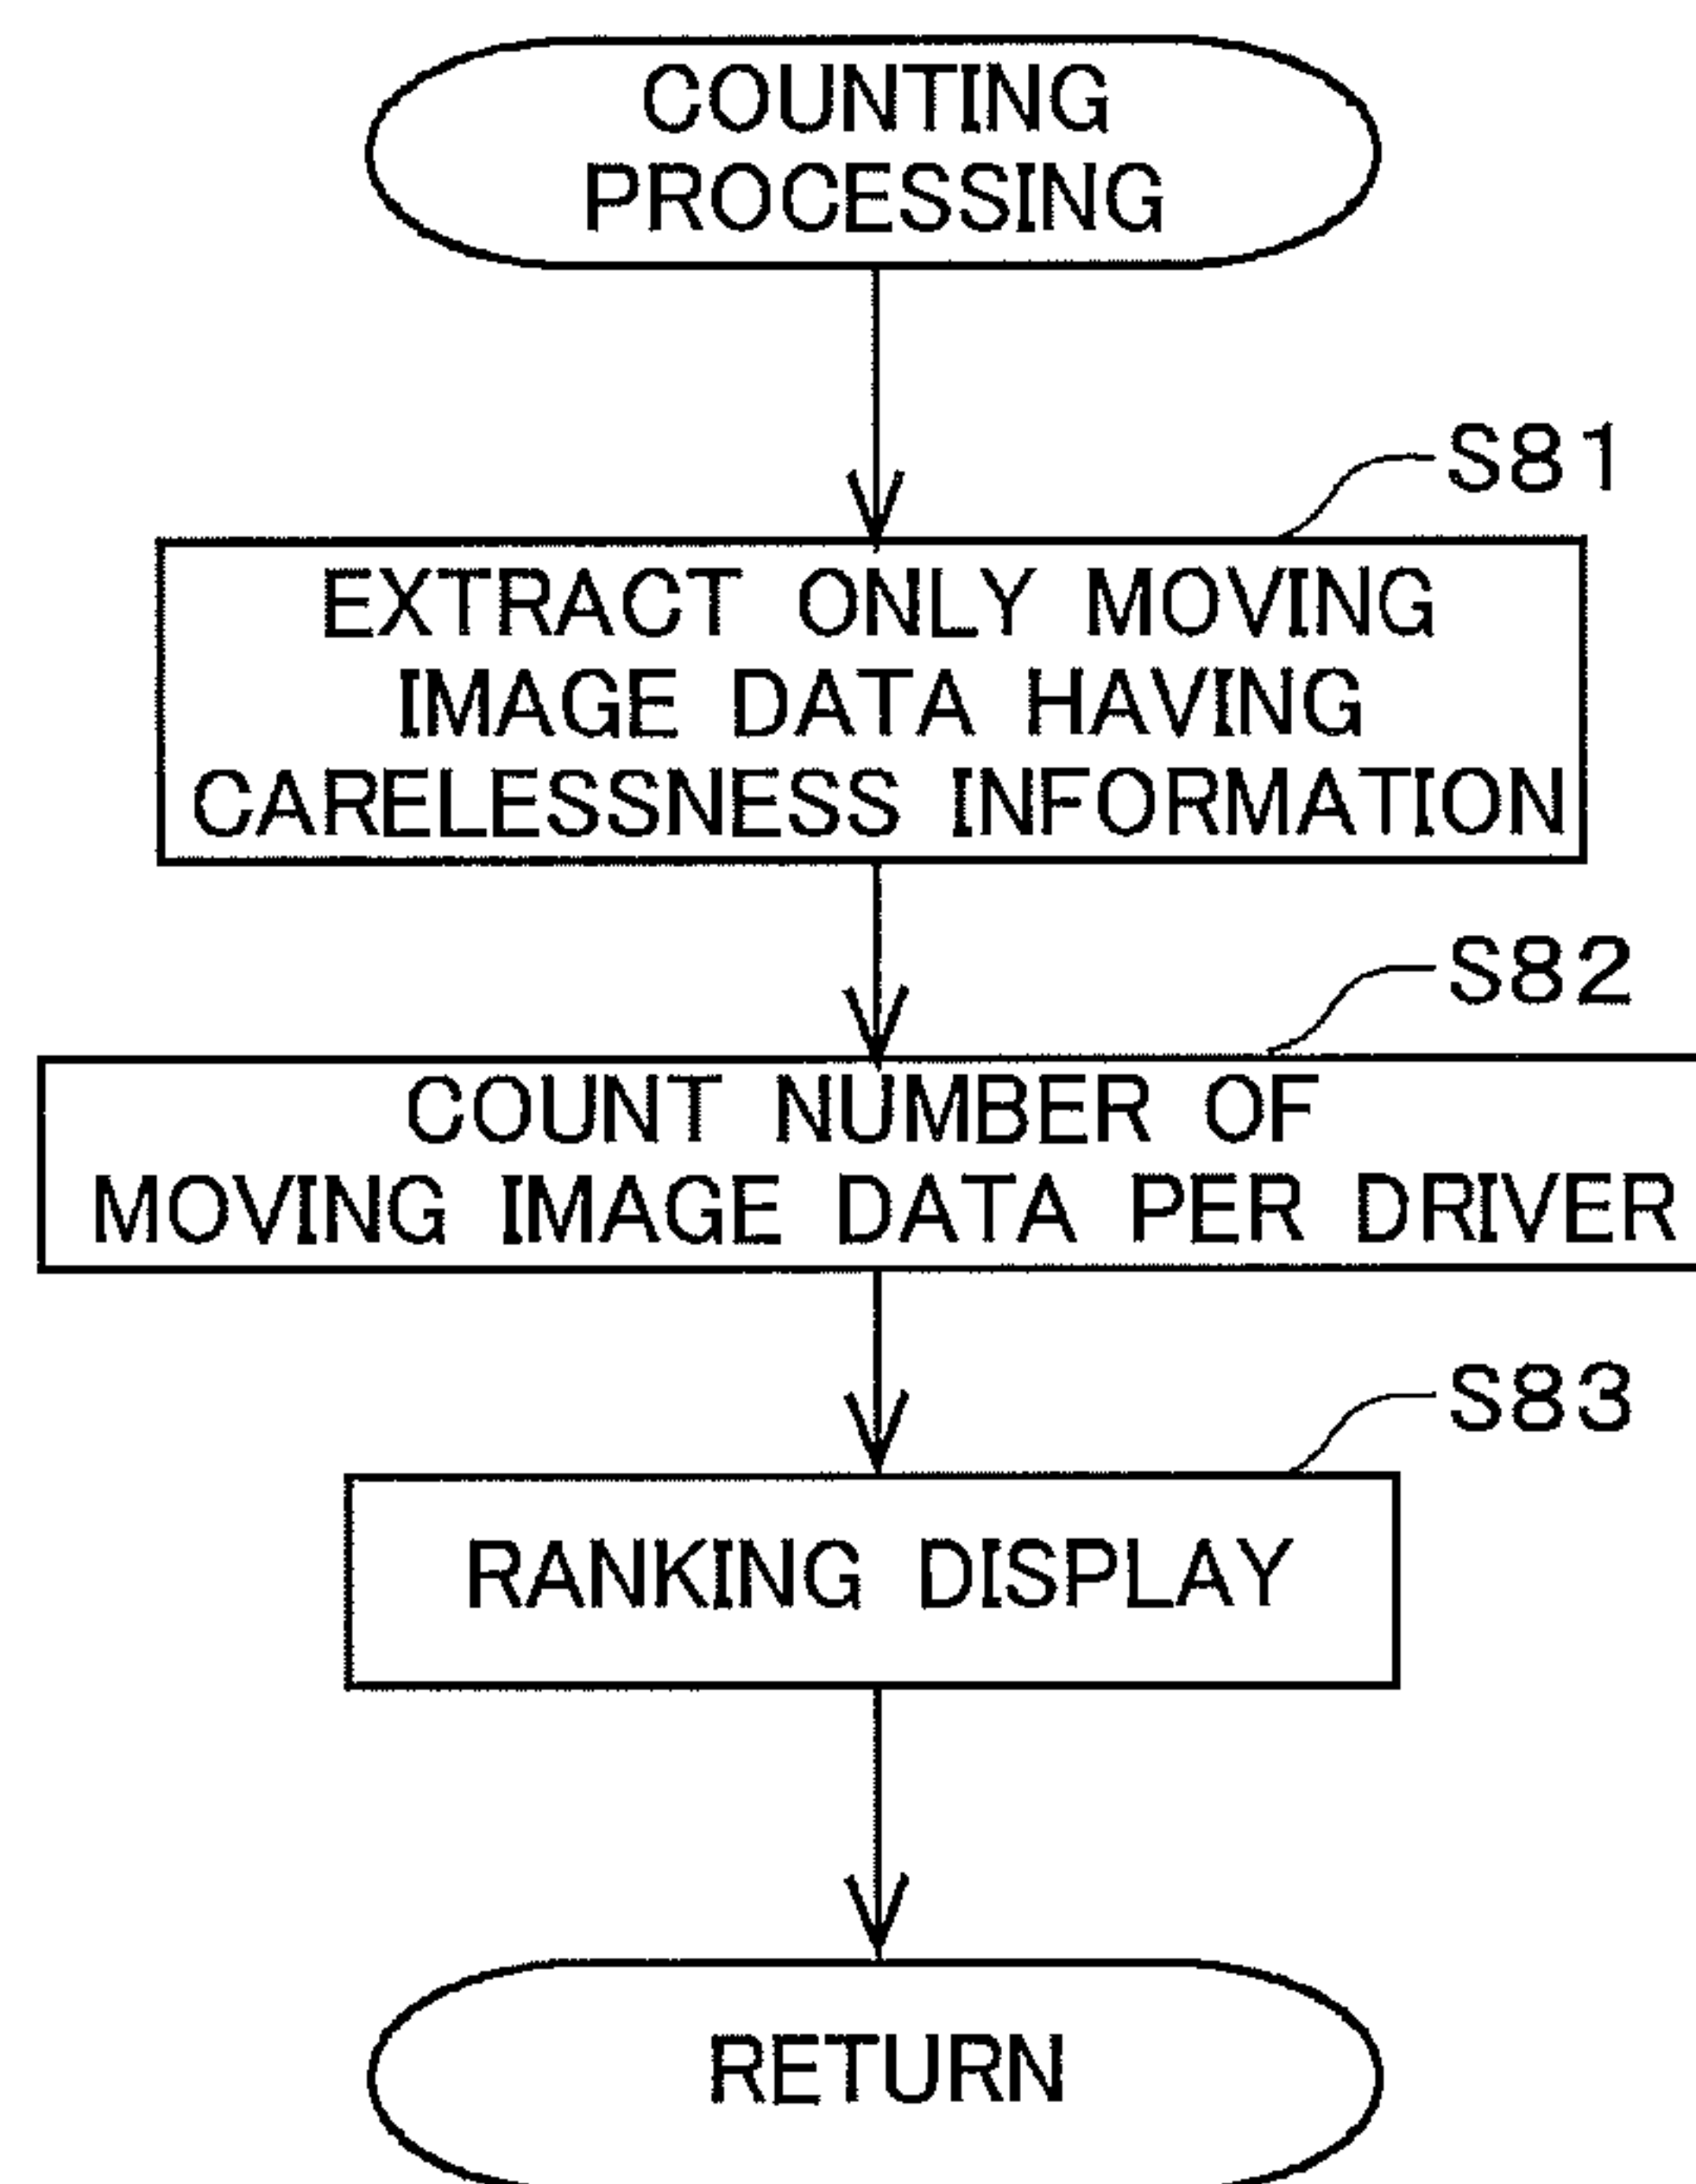 COUNTING
PROCESSING
S81
EXTRACT ONLY MOVING
IMAGE DATA HAVING
CARELESSNESS INFORMATION
S82
COUNT NUMBER OF
MOVING IMAGE DATA PER DRIVER
S83
RANKING DISPLAY
RETURN